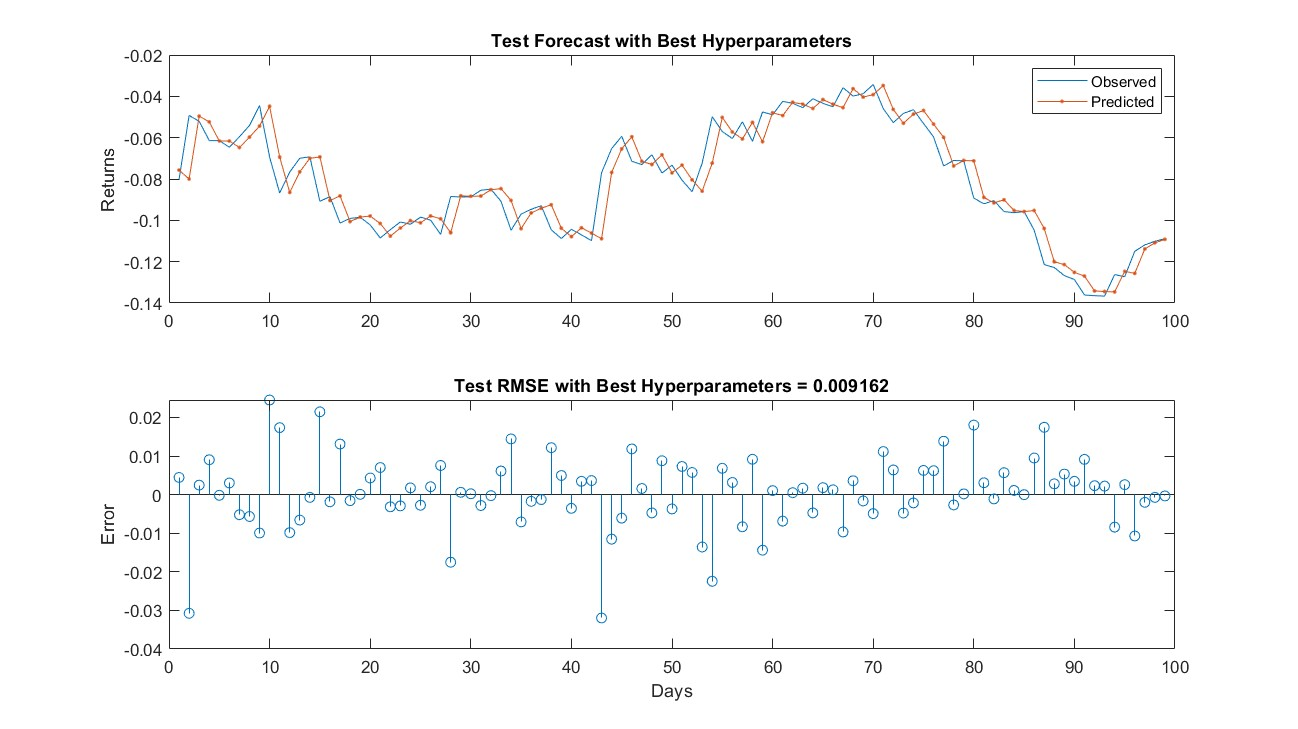 Test Forecast with Best Hyperparameters
-0.02
-0.04
-0.06
-0.08
-0.1
-0.12
-0.14
Returns
Observed
Predicted
0 10 20 30 40 50 60 70 80 90 100
Test RMSE with Best Hyperparameters = 0.009162
0.02
0.01
0
-0.01
-0.02
-0.03
-0.04
Error
0 10 20 30 40 50 60 70 80 90 100
Days